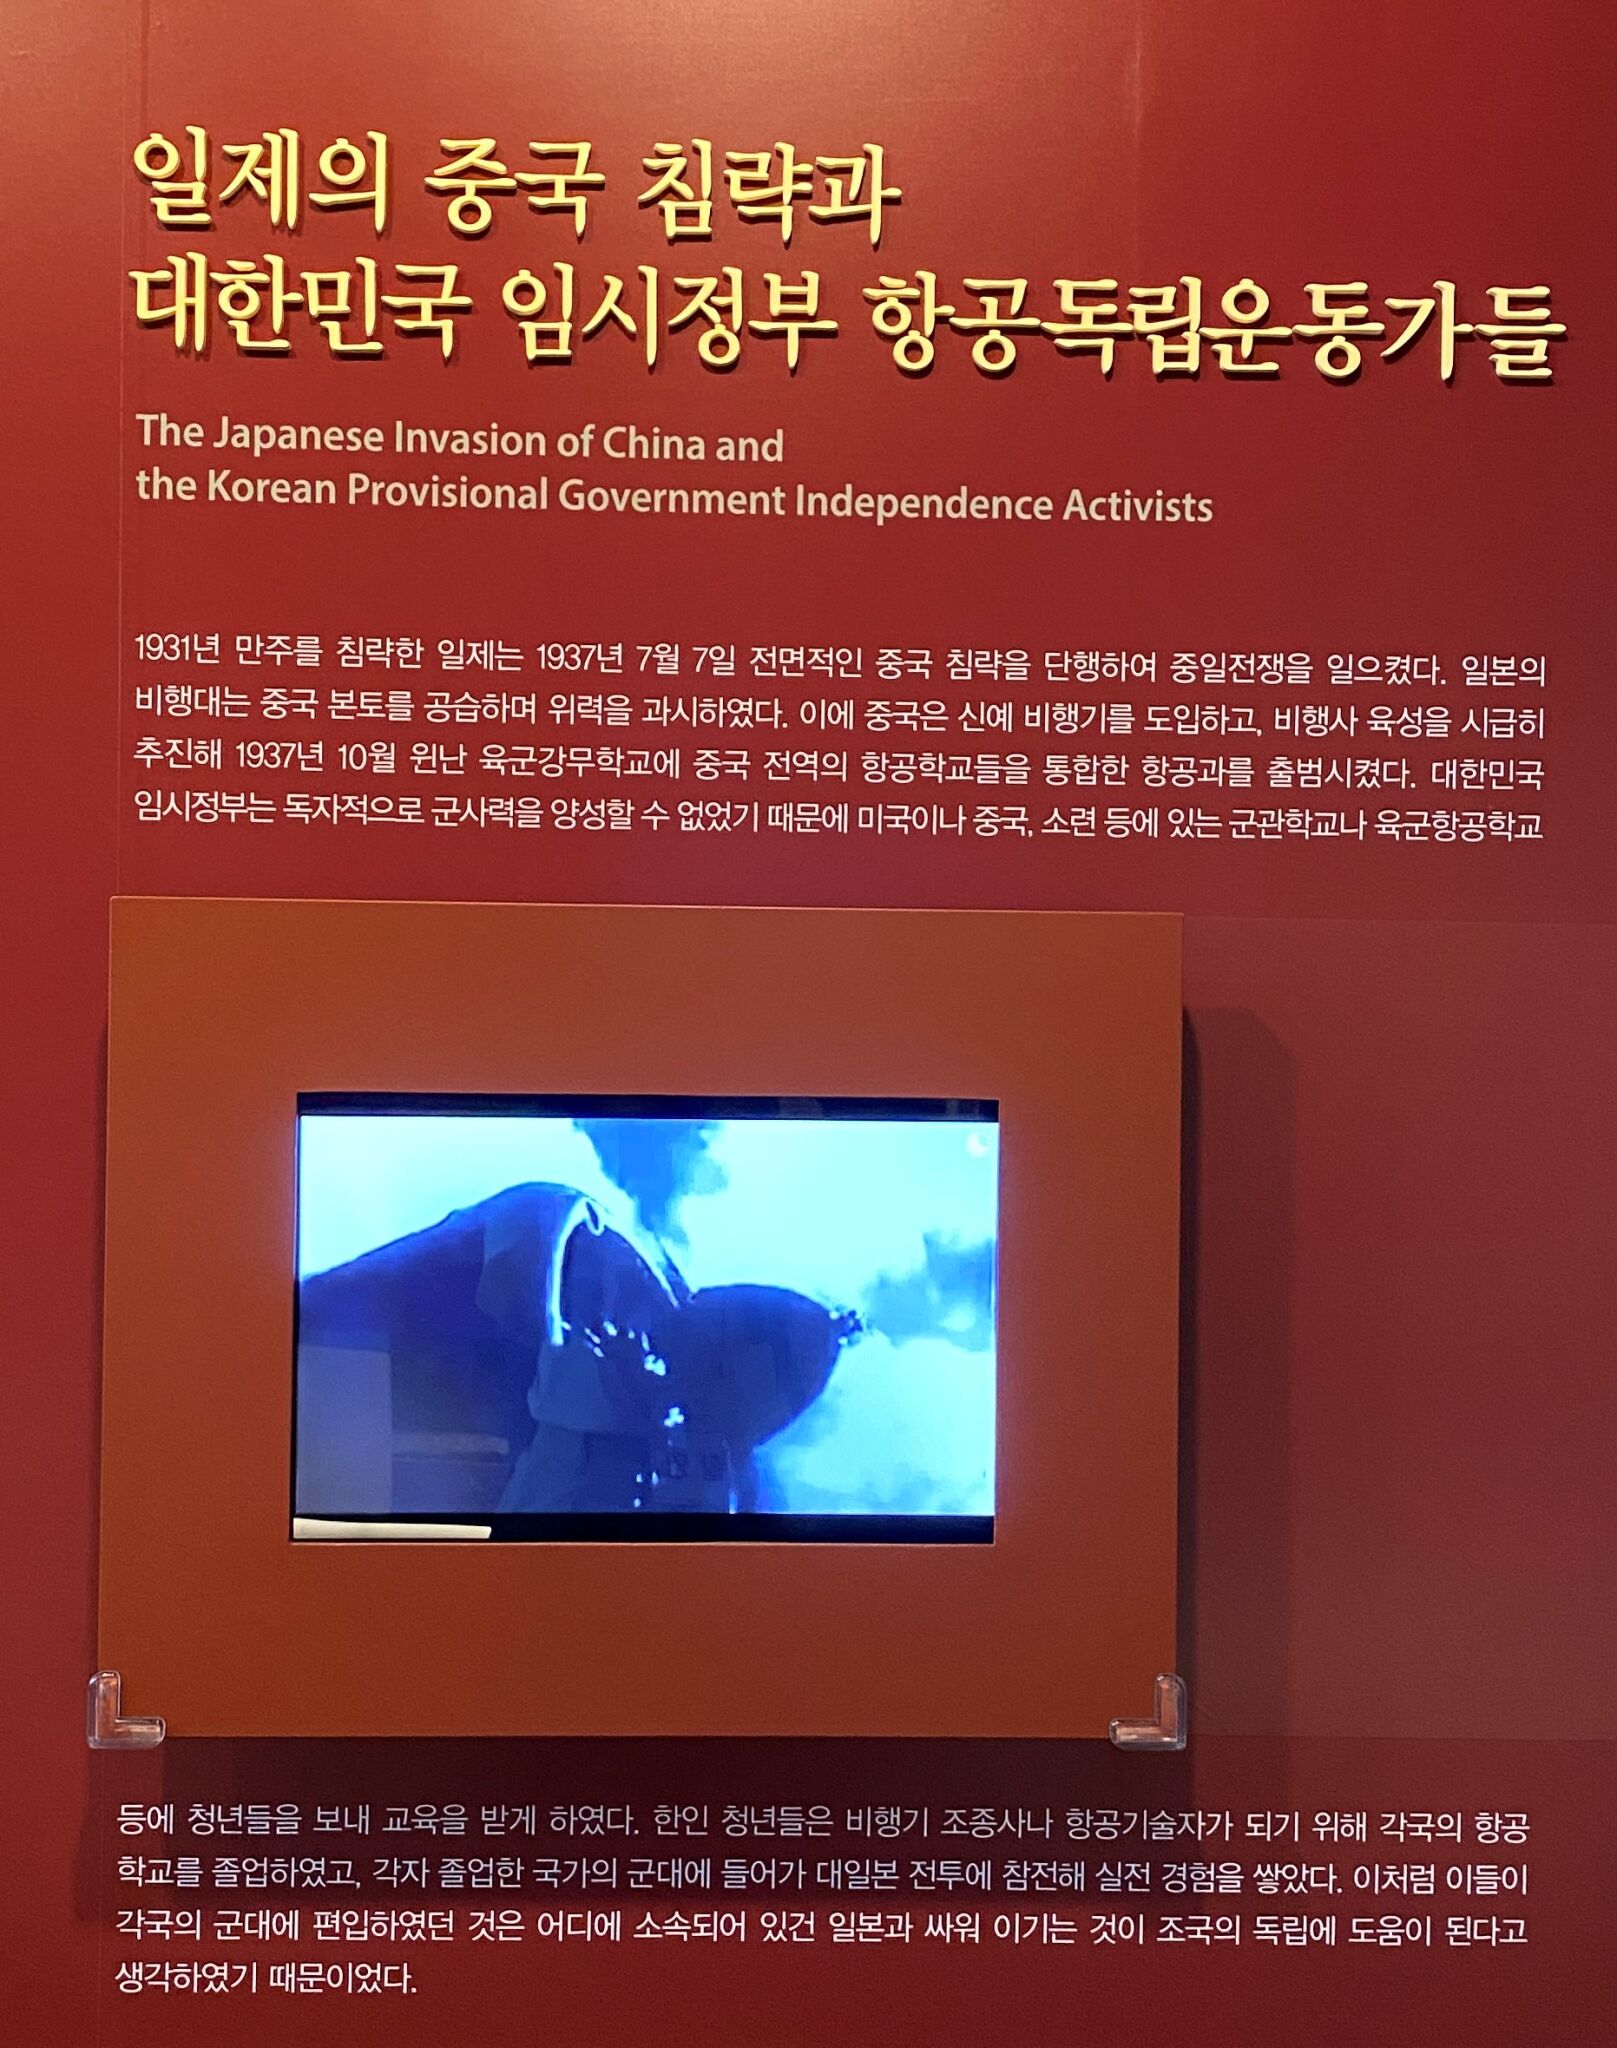 일제의 중국 침략과
대한민국 임시정부 항공독립운동가들
The Japanese Invasion of China and
the Korean Provisional Government Independence Activists
1931년 만주를 침략한 일제는 1937년 7월 7일 전면적인 중국 침략을 단행하여 중일전쟁을 일으켰다. 일본의
비행대는 중국 본토를 공습하며 위력을 과시하였다. 이에 중국은 신예 비행기를 도입하고, 비행사 육성을 시급히
추진해 1937년 10월 윈난 육군강무학교에 중국 전역의 항공학교들을 통합한 항공과를 출범시켰다. 대한민국
임시정부는 독자적으로 군사력을 양성할 수 없었기 때문에 미국이나 중국, 소련 등에 있는 군관학교나 육군항공학교
등에 청년들을 보내 교육을 받게 하였다. 한인 청년들은 비행기 조종사나 항공기술자가 되기 위해 각국의 항공
학교를 졸업하였고, 각자 졸업한 국가의 군대에 들어가 대일본 전투에 참전해 실전 경험을 쌓았다. 이처럼 이들이
각국의 군대에 편입하였던 것은 어디에 소속되어 있건 일본과 싸워 이기는 것이 조국의 독립에 도움이 된다고
생각하였기 때문이었다.